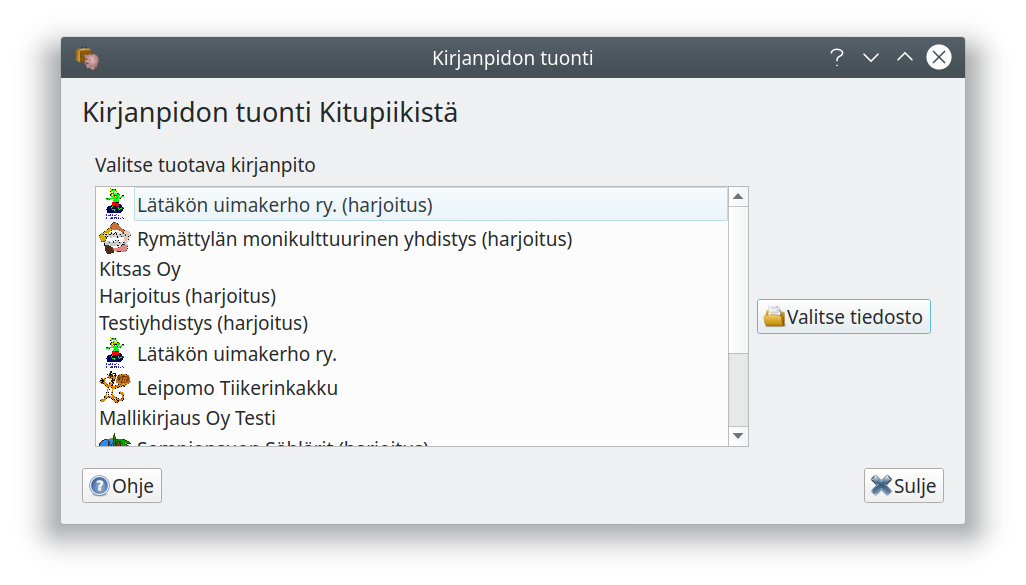 Kirjanpidon tuonti
Kirjanpidon tuonti Kitupiikistä
Valitse tuotava kirjanpito
Lätäkön uimakerho ry. (harjoitus)
Rymättylän monikulttuurinen yhdistys (harjoitus)
Kitsas Oy
Harjoitus (harjoitus)
Testiyhdistys (harjoitus)
Lätäkön uimakerho ry.
Leipomo Tiikerinkakku
Mallikirjaus Oy Testi
(harjoitus)
Valitse tiedosto
Ohje
Sulje